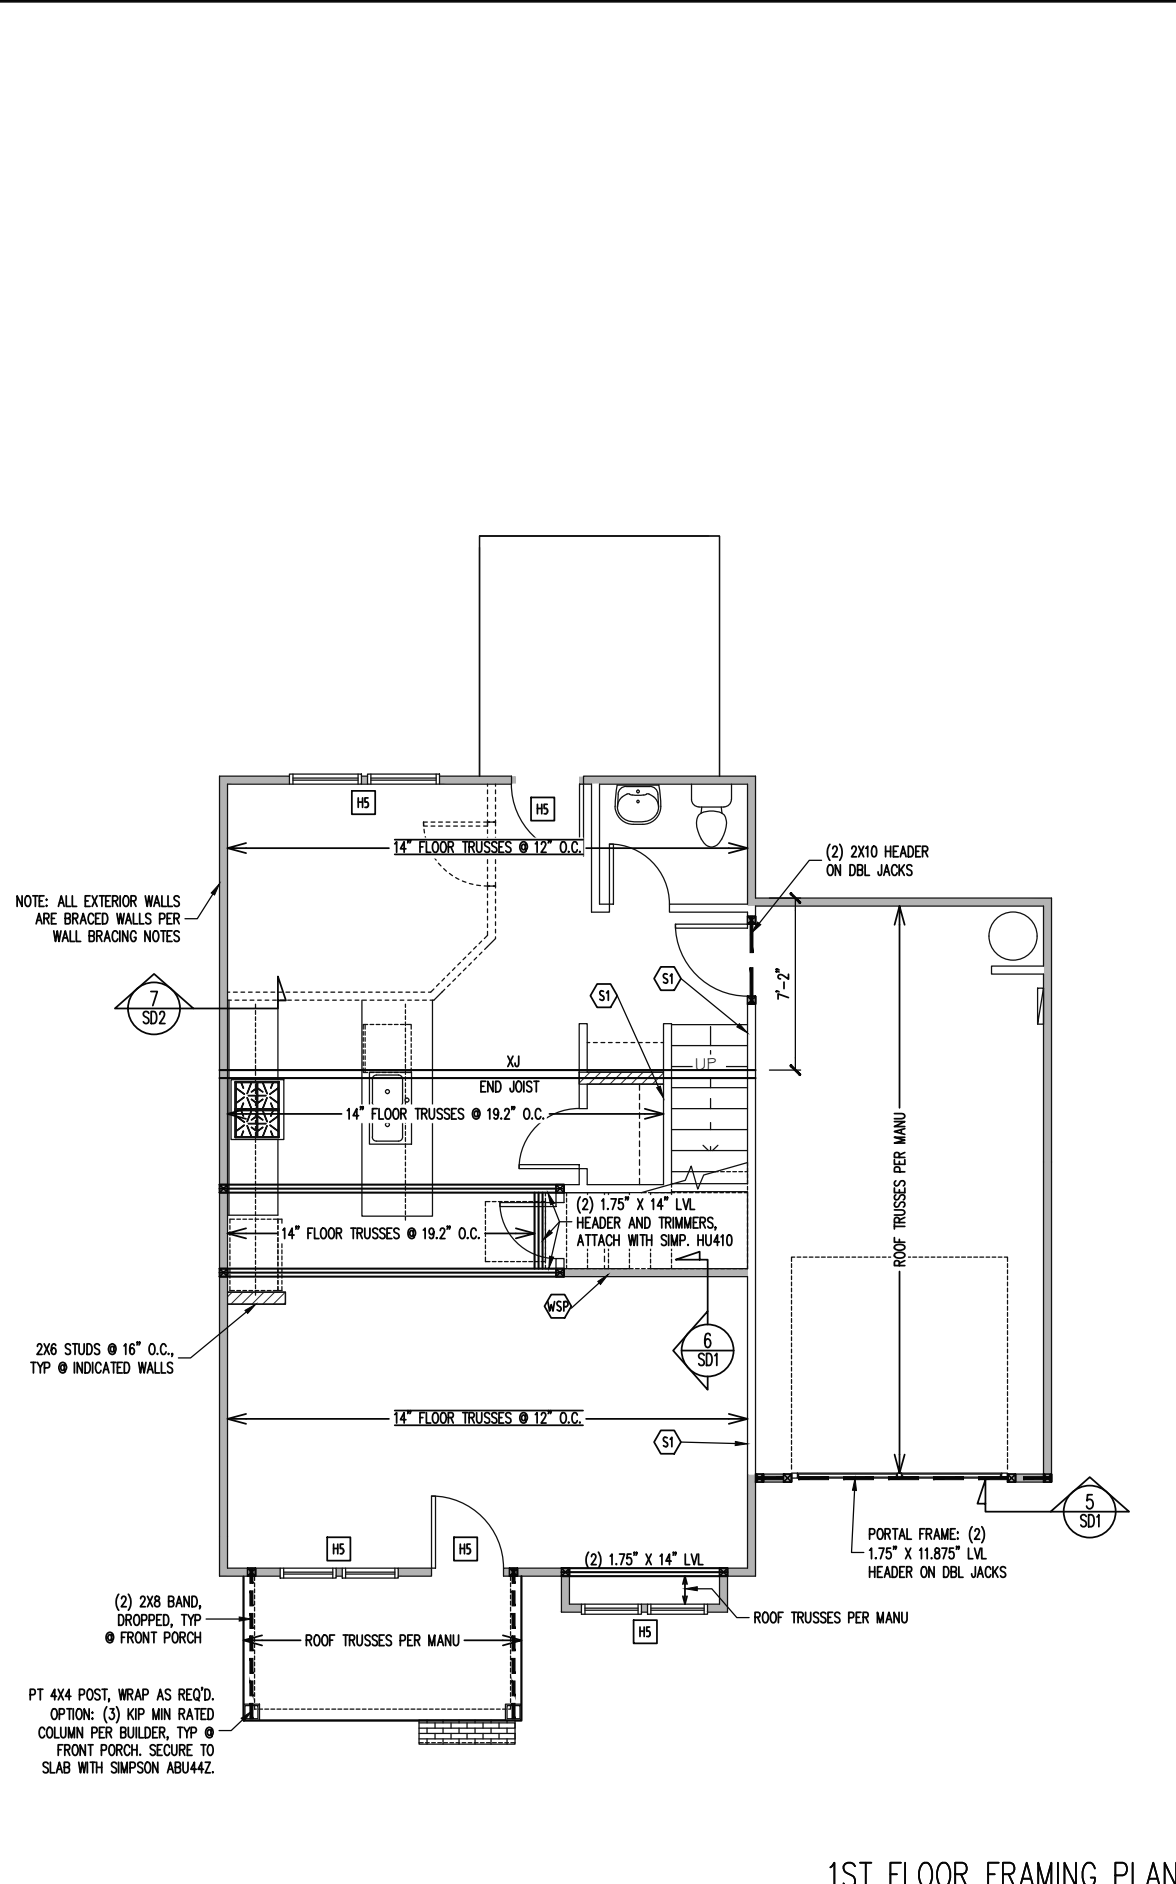 H5
H5
14" FLOOR TRUSSES @ 12" O.C.
(2) 2X10 HEADER
ON DBL JACKS
NOTE: ALL EXTERIOR WALLS
ARE BRACED WALLS PER
WALL BRACING NOTES
7'-2"
S1
S1
7
SD2
XJ
UP
END JOIST
14" FLOOR TRUSSES @ 19.2" O.C.
ROOF TRUSSES PER MANU
(2) 1.75" X 14" LVL
HEADER AND TRIMMERS,
ATTACH WITH SIMP. HU410
14" FLOOR TRUSSES @ 19.2" O.C.
WSP
2X6 STUDS @ 16" O.C.,
TYP @ INDICATED WALLS
6
SD1
14" FLOOR TRUSSES @ 12" O.C.
S1
5
SD1
PORTAL FRAME: (2)
1.75" X 11.875" LVL
HEADER ON DBL JACKS
H5
H5
(2) 1.75" X 14" LVL
(2) 2X8 BAND,
DROPPED, TYP
@ FRONT PORCH
ROOF TRUSSES PER MANU
H5
ROOF TRUSSES PER MANU
PT 4X4 POST, WRAP AS REQ'D.
OPTION: (3) KIP MIN RATED
COLUMN PER BUILDER, TYP @
FRONT PORCH. SECURE TO
SLAB WITH SIMPSON ABU44Z.
1ST FLOOR FRAMING PLAN